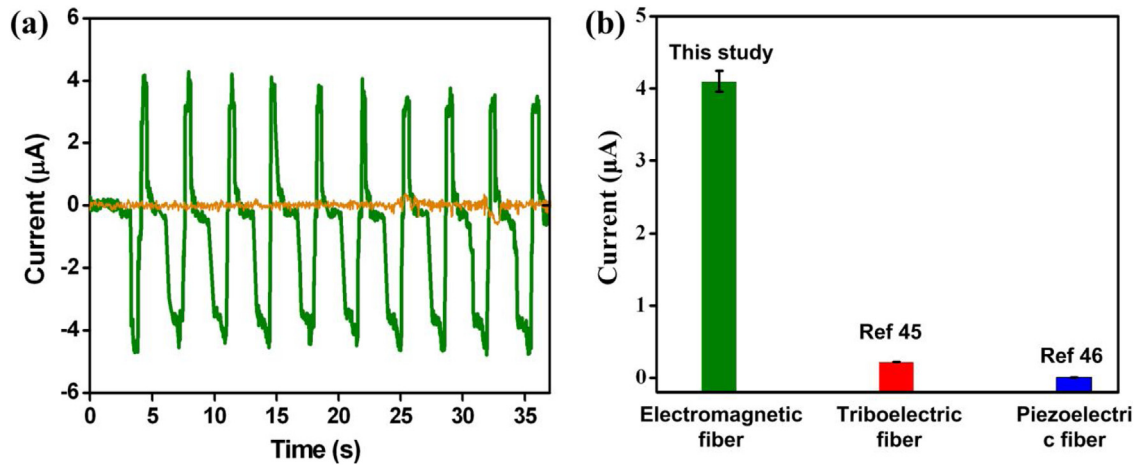 (a)
6
4
2
0
-2
-4
-6
Current (μA)
0 5 10 15 20 25 30 35
Time (s)
(b)
5
4
3
2
1
0
Current (μA)
This study
Ref 45
Ref 46
Electromagnetic Triboelectric Piezoelectri
fiber fiber c fiber